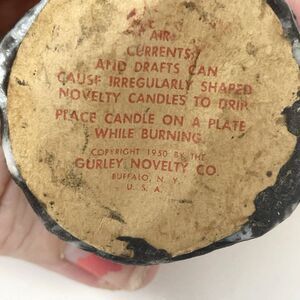 AIR
CURRENTS
AND DRAFTS CAN
CAUSE IRREGULARLY SHAPED
NOVELTY CANDLES TO DRIP.
PLACE CANDLE ON A PLATE
WHILE BURNING
COPYRIGHT 1950 BY THE
GURLEY NOVELTY CO.
BUFFALO, N. Y.
U. S. A.